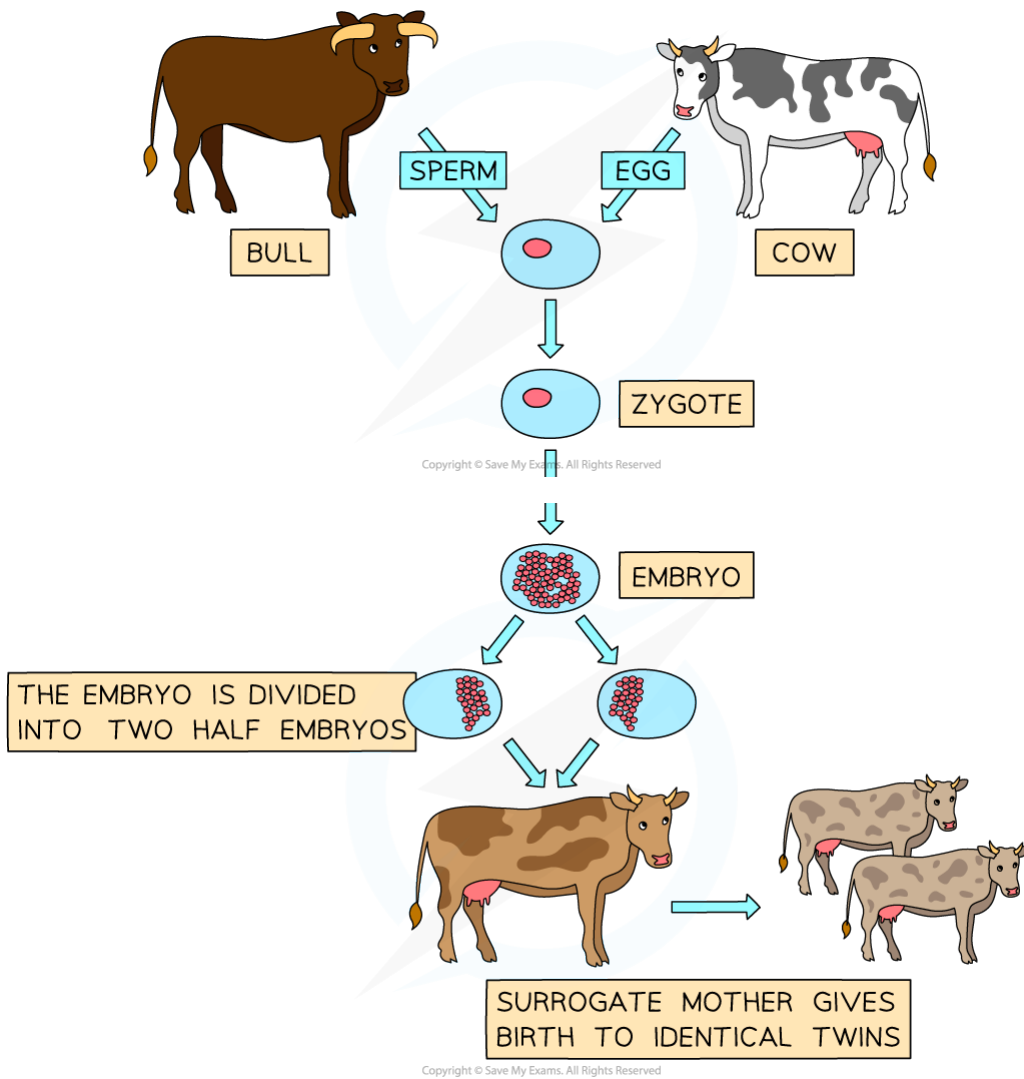 SPERM
EGG
BULL
COW
ZYGOTE
Copyright © Save My Exams. All Rights Reserved
EMBRYO
THE EMBRYO IS DIVIDED
INTO TWO HALF EMBRYOS
SURROGATE MOTHER GIVES
BIRTH TO IDENTICAL TWINS
Copyright © Save My Exams. All Rights Reserved